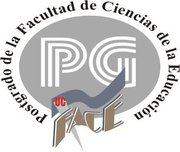 Postgrado de la Facultad de Ciencias de la Educación
PG
UC
FACE